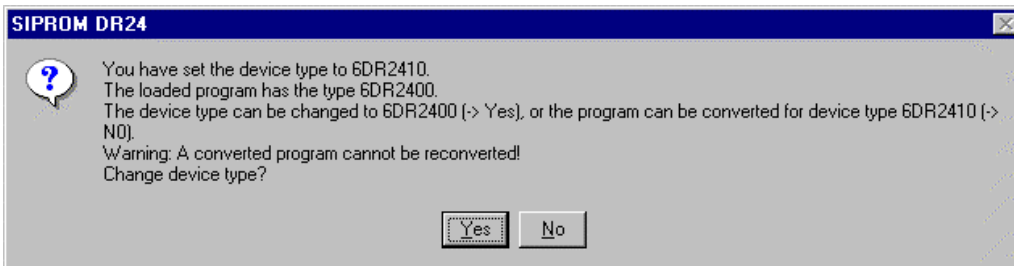 SIPROM DR24
You have set the device type to 6DR2410.
The loaded program has the type 6DR2400.
The device type can be changed to 6DR2400 (-> Yes), or the program can be converted for device type 6DR2410 (->
N0).
Warning: A converted program cannot be reconverted!
Change device type?
Yes No